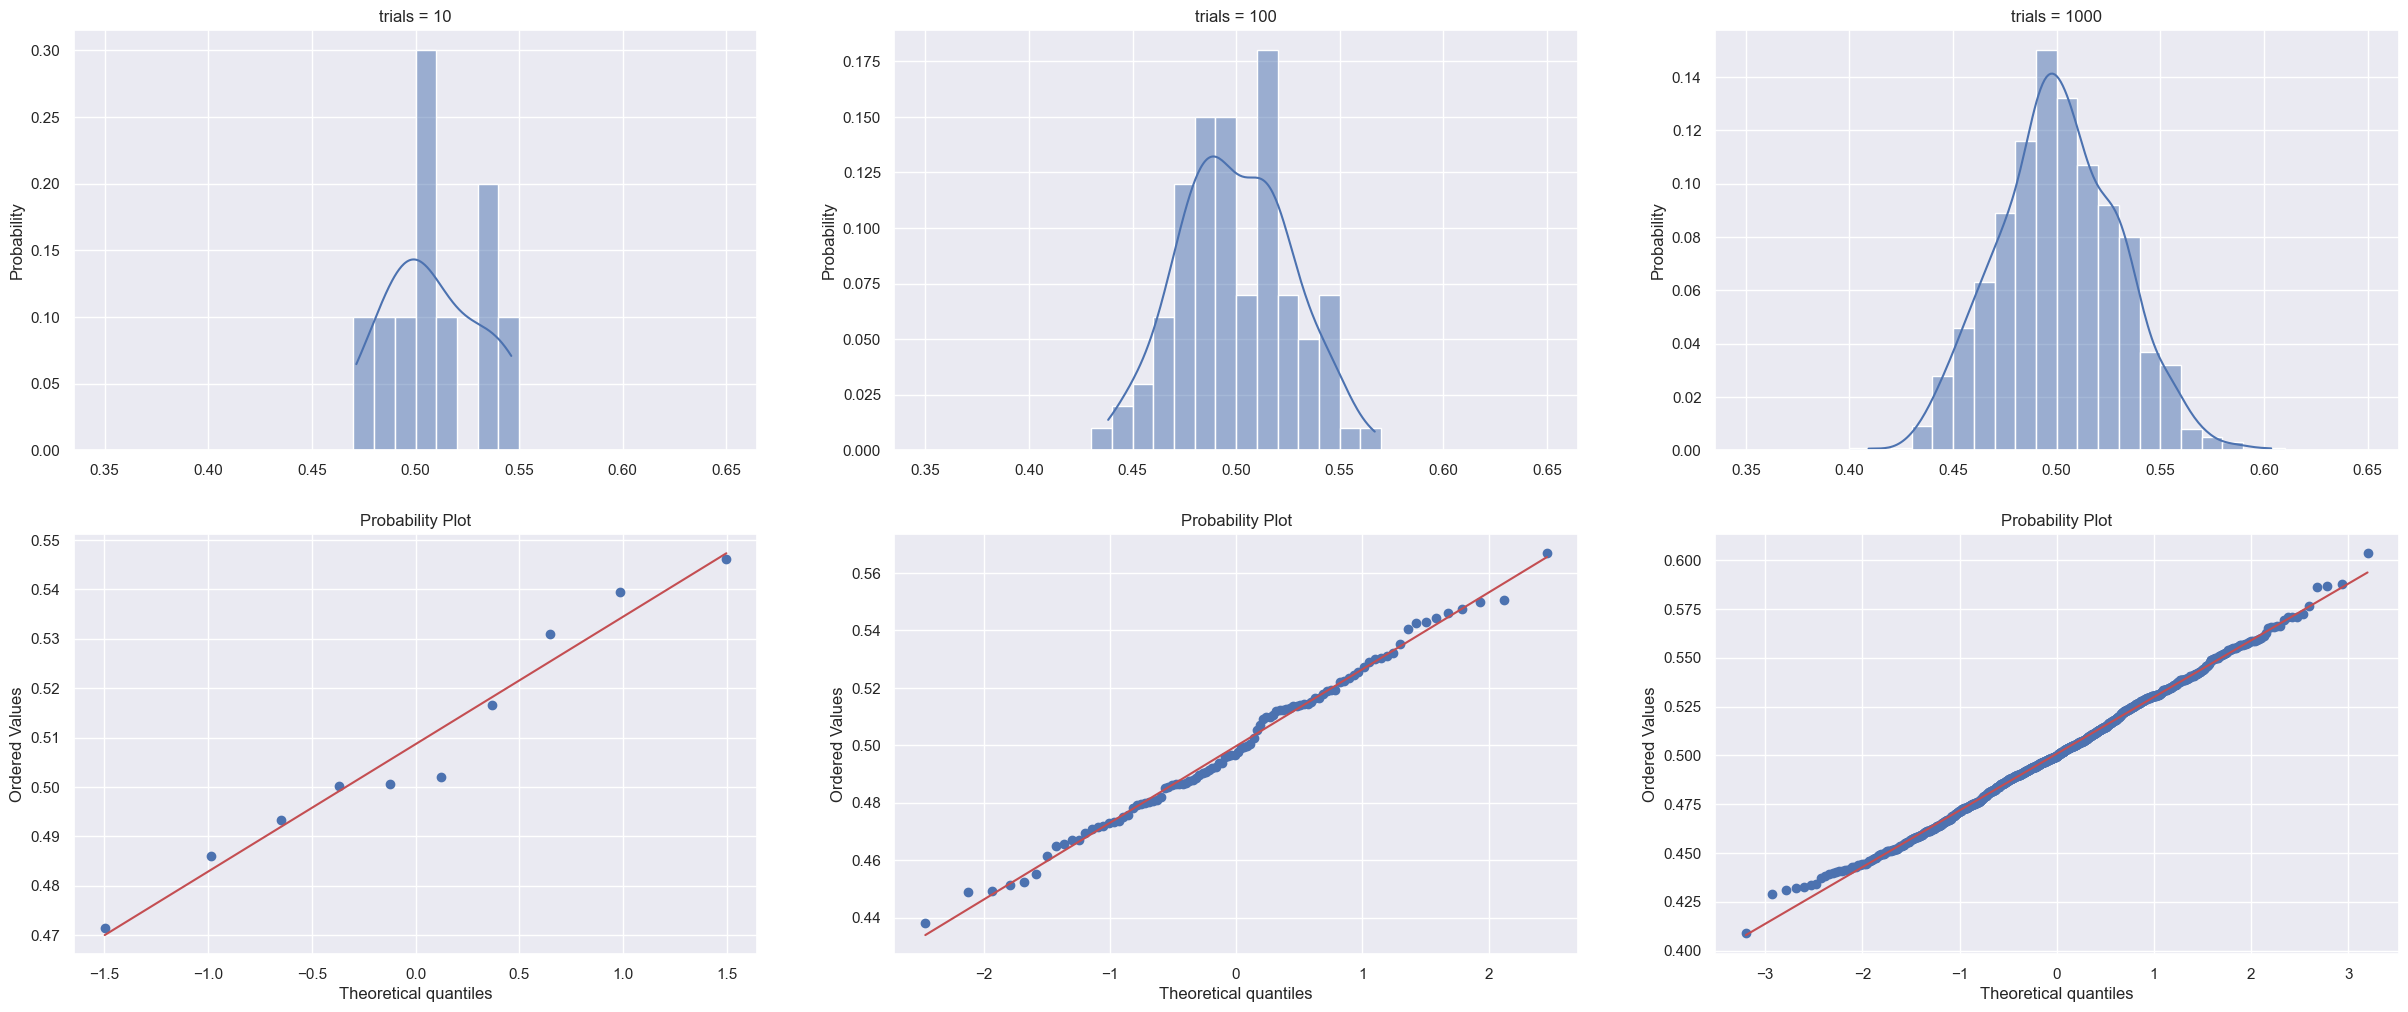 trials = 10
trials = 100
trials = 1000
Probability
0.30
0.25
0.20
0.15
0.10
0.05
0.00
0.35 0.40 0.45 0.50 0.55 0.60 0.65
Probability
0.175
0.150
0.125
0.100
0.075
0.050
0.025
0.000
0.35 0.40 0.45 0.50 0.55 0.60 0.65
Probability
0.14
0.12
0.10
0.08
0.06
0.04
0.02
0.00
0.35 0.40 0.45 0.50 0.55 0.60 0.65
Probability Plot
Ordered Values
0.55
0.54
0.53
0.52
0.51
0.50
0.49
0.48
0.47
−1.5 −1.0 −0.5 0.0 0.5 1.0 1.5
Theoretical quantiles
Probability Plot
Ordered Values
0.56
0.54
0.52
0.50
0.48
0.46
0.44
−2 −1 0 1 2
Theoretical quantiles
Probability Plot
Ordered Values
0.600
0.575
0.550
0.525
0.500
0.475
0.450
0.425
0.400
−3 −2 −1 0 1 2 3
Theoretical quantiles